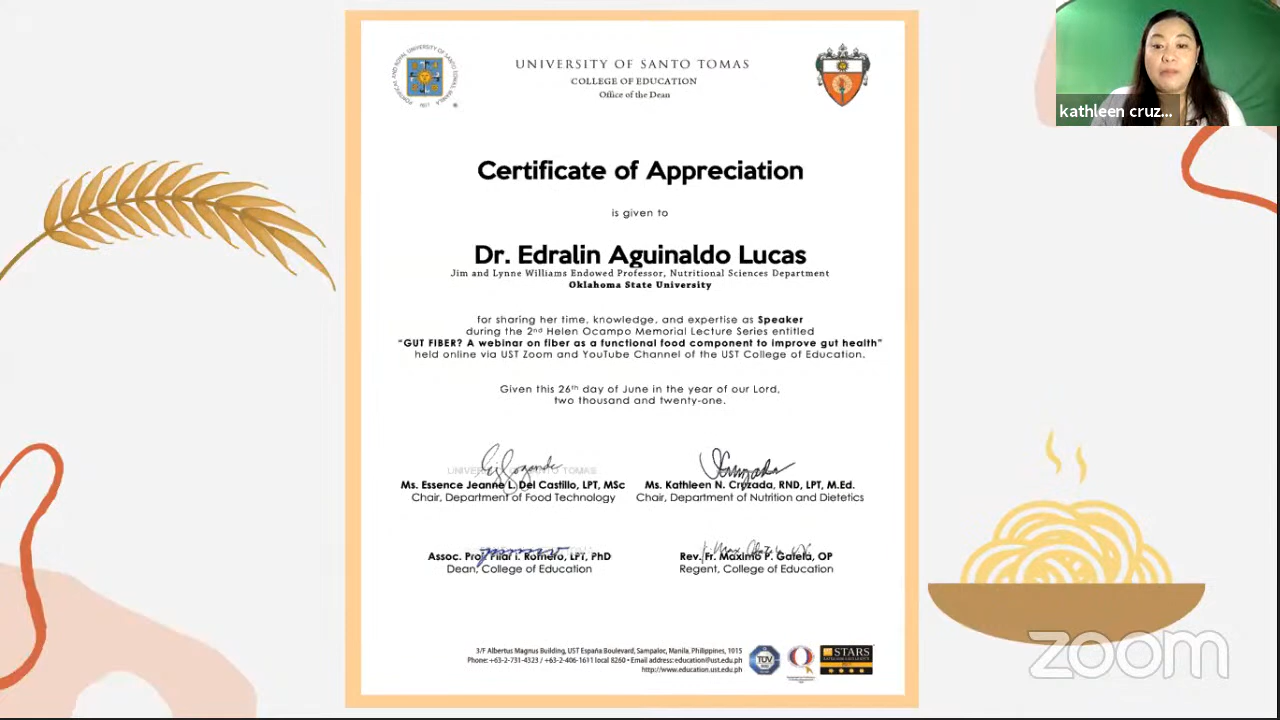 kathleen cruz...
UNIVERSITY OF SANTO TOMAS
COLLEGE OF EDUCATION
Office of the Dean
Certificate of Appreciation
is given to
Dr. Edralin Aguinaldo Lucas
Jim and Lynne Williams Endowed Professor, Nutritional Sciences Department
Oklahoma State University
for sharing her time, knowledge, and expertise as Speaker
during the 2nd Helen Ocampo Memorial Lecture Series entitled
“GUT FIBER? A webinar on fiber as a functional food component to improve gut health”
held online via UST Zoom and YouTube Channel of the UST College of Education.
Given this 26th day of June in the year of our Lord,
two thousand and twenty-one.
UNIVERSITY OF SANTO TOMAS
Ms. Essence Jeanne L. Del Castillo, LPT, MSc
Chair, Department of Food Technology
Ms. Kathleen N. Cruzada, RND, LPT, M.Ed.
Chair, Department of Nutrition and Dietetics
Assoc. Prof. Pilar I. Romero, LPT, PhD
Dean, College of Education
Rev. Fr. Maximo P. Gatela, OP
Regent, College of Education
3/F Albertus Magnus Building, UST España Boulevard, Sampaloc, Manila, Philippines, 1015
Phone: +63-2-731-4323 / +63-2-406-1611 local 8260 • Email address: education@ust.edu.ph
http://www.education.ust.edu.ph
TÜV
STARS
zoom